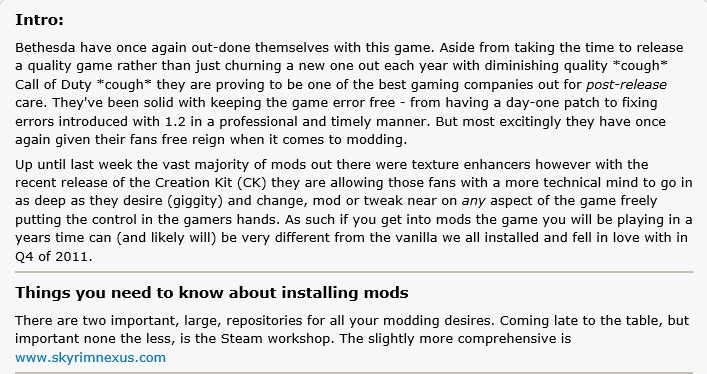 Intro:
Bethesda have once again out-done themselves with this game. Aside from taking the time to release
a quality game rather than just churning a new one out each year with diminishing quality *cough*
Call of Duty *cough* they are proving to be one of the best gaming companies out for post-release
care. They've been solid with keeping the game error free - from having a day-one patch to fixing
errors introduced with 1.2 in a professional and timely manner. But most excitingly they have once
again given their fans free reign when it comes to modding.
Up until last week the vast majority of mods out there were texture enhancers however with the
recent release of the Creation Kit (CK) they are allowing those fans with a more technical mind to go in
as deep as they desire (giggity) and change, mod or tweak near on any aspect of the game freely
putting the control in the gamers hands. As such if you get into mods the game you will be playing in a
years time can (and likely will) be very different from the vanilla we all installed and fell in love with in
Q4 of 2011.
Things you need to know about installing mods
There are two important, large, repositories for all your modding desires. Coming late to the table, but
important none the less, is the Steam workshop. The slightly more comprehensive is
www.skyrimnexus.com